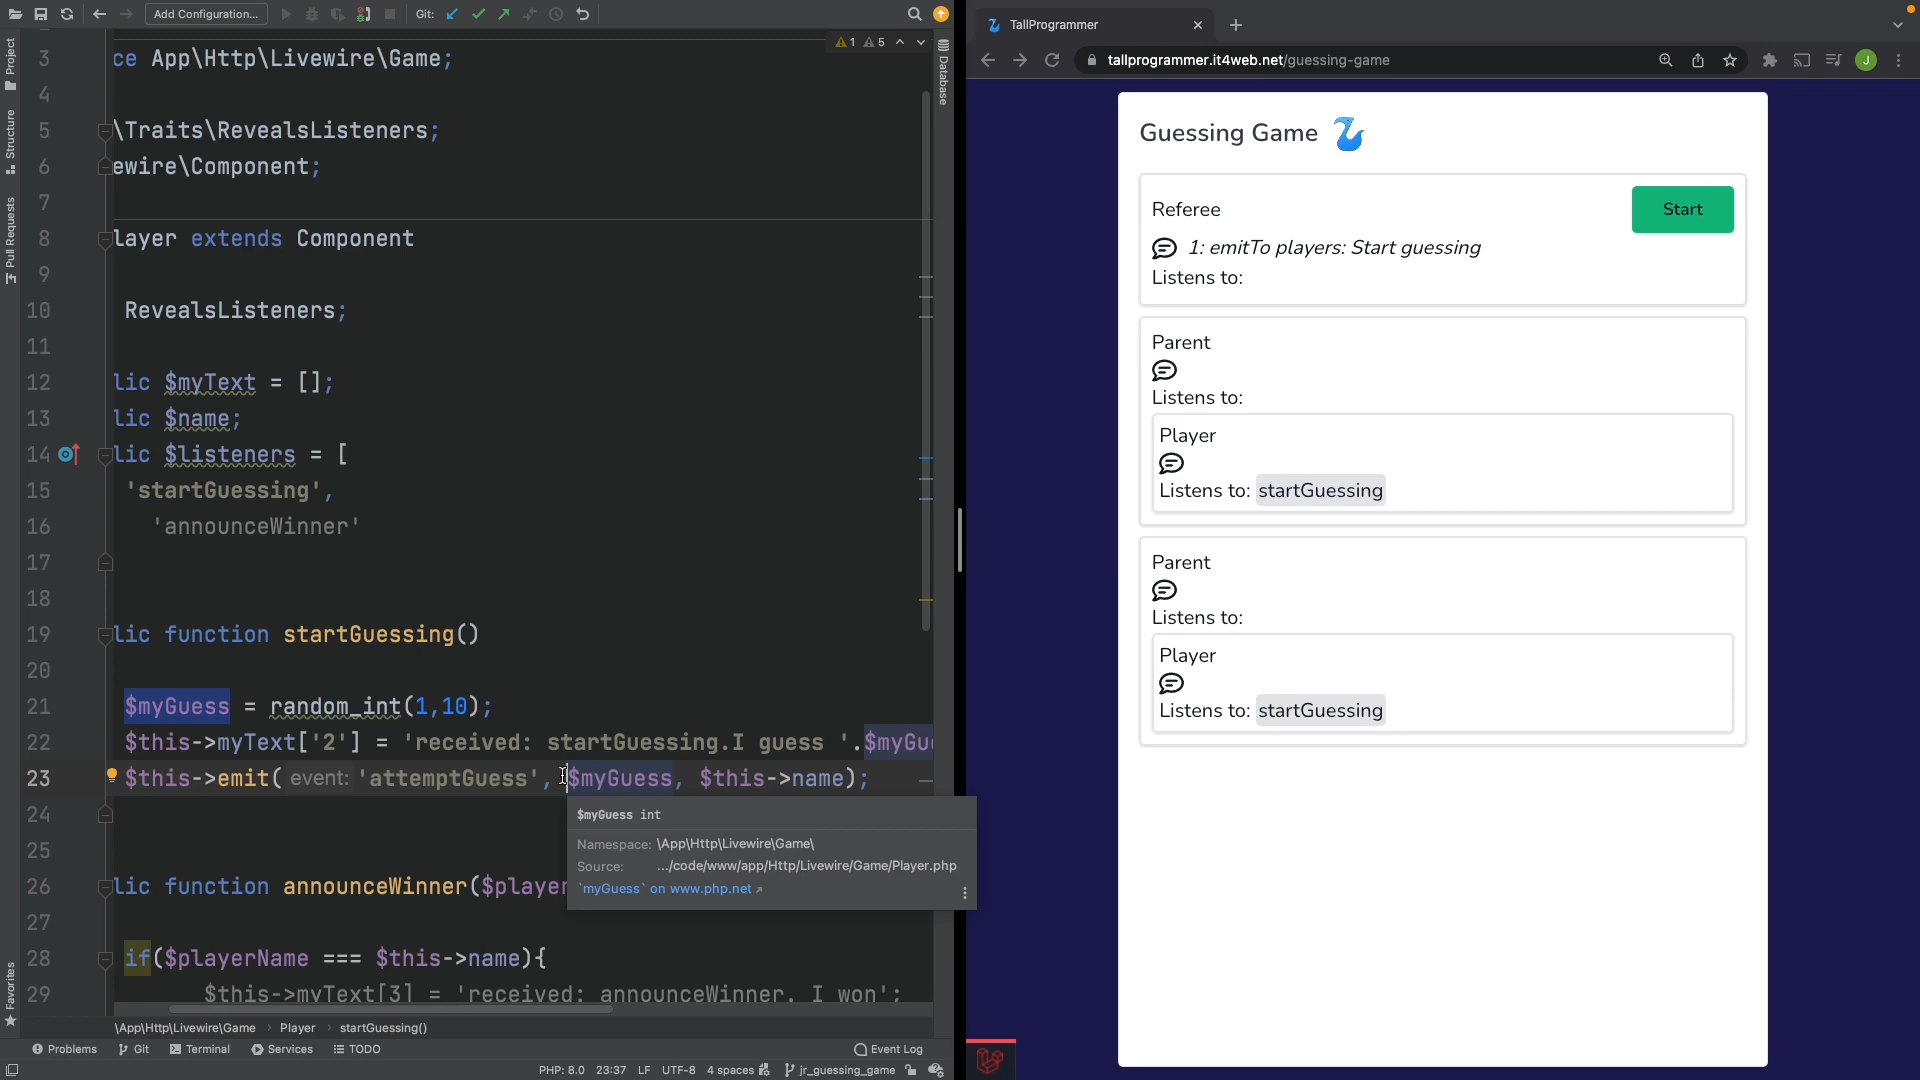 Add Configuration...
Git:
Project
Structure
Pull Requests
Favorites
Database
1 5
3 ce App\Http\Livewire\Game;
4
5 \Traits\RevealsListeners;
6 ewire\Component;
7
8 layer extends Component
9
10 RevealsListeners;
11
12 lic $myText = [];
13 lic $name;
14 lic $listeners = [
15 'startGuessing',
16 'announceWinner'
17
18
19 lic function startGuessing()
20
21 $myGuess = random_int(1,10);
22 $this->myText['2'] = 'received: startGuessing.I guess '.$myGu
23 $this->emit( event: 'attemptGuess', $myGuess, $this->name);
24
25
26 lic function announceWinner($player
27
28 if($playerName === $this->name){
29 $this->myText[3] = 'received: announceWinner. I won';
$myGuess int
Namespace: \App\Http\Livewire\Game\
Source: .../code/www/app/Http/Livewire/Game/Player.php
`myGuess` on www.php.net
\App\Http\Livewire\Game Player startGuessing()
Problems Git Terminal Services TODO Event Log
PHP: 8.0 23:37 LF UTF-8 4 spaces jr_guessing_game
TallProgrammer
tallprogrammer.it4web.net/guessing-game
J
Guessing Game
Referee
Start
1: emitTo players: Start guessing
Listens to:
Parent
Listens to:
Player
Listens to: startGuessing
Parent
Listens to:
Player
Listens to: startGuessing